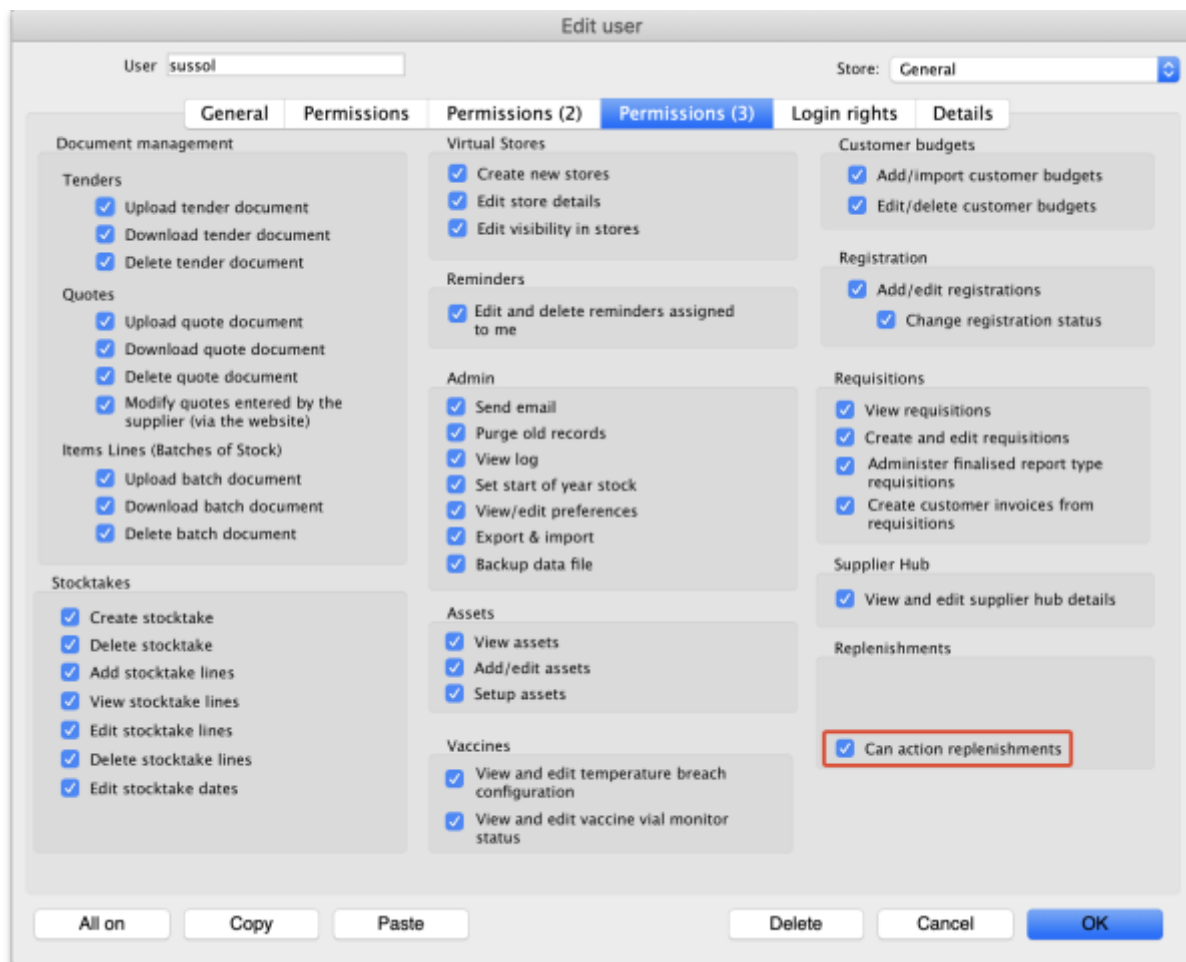 Edit user
User sussol
Store: General
General Permissions Permissions (2) Permissions (3) Login rights Details
Document management
Tenders
Upload tender document
Download tender document
Delete tender document
Quotes
Upload quote document
Download quote document
Delete quote document
Modify quotes entered by the
supplier (via the website)
Items Lines (Batches of Stock)
Upload batch document
Download batch document
Delete batch document
Stocktakes
Create stocktake
Delete stocktake
Add stocktake lines
View stocktake lines
Edit stocktake lines
Delete stocktake lines
Edit stocktake dates
Virtual Stores
Create new stores
Edit store details
Edit visibility in stores
Reminders
Edit and delete reminders assigned
to me
Admin
Send email
Purge old records
View log
Set start of year stock
View/edit preferences
Export & import
Backup data file
Assets
View assets
Add/edit assets
Setup assets
Vaccines
View and edit temperature breach
configuration
View and edit vaccine vial monitor
status
Customer budgets
Add/import customer budgets
Edit/delete customer budgets
Registration
Add/edit registrations
Change registration status
Requisitions
View requisitions
Create and edit requisitions
Administer finalised report type
requisitions
Create customer invoices from
requisitions
Supplier Hub
View and edit supplier hub details
Replenishments
Can action replenishments
All on Copy Paste Delete Cancel OK